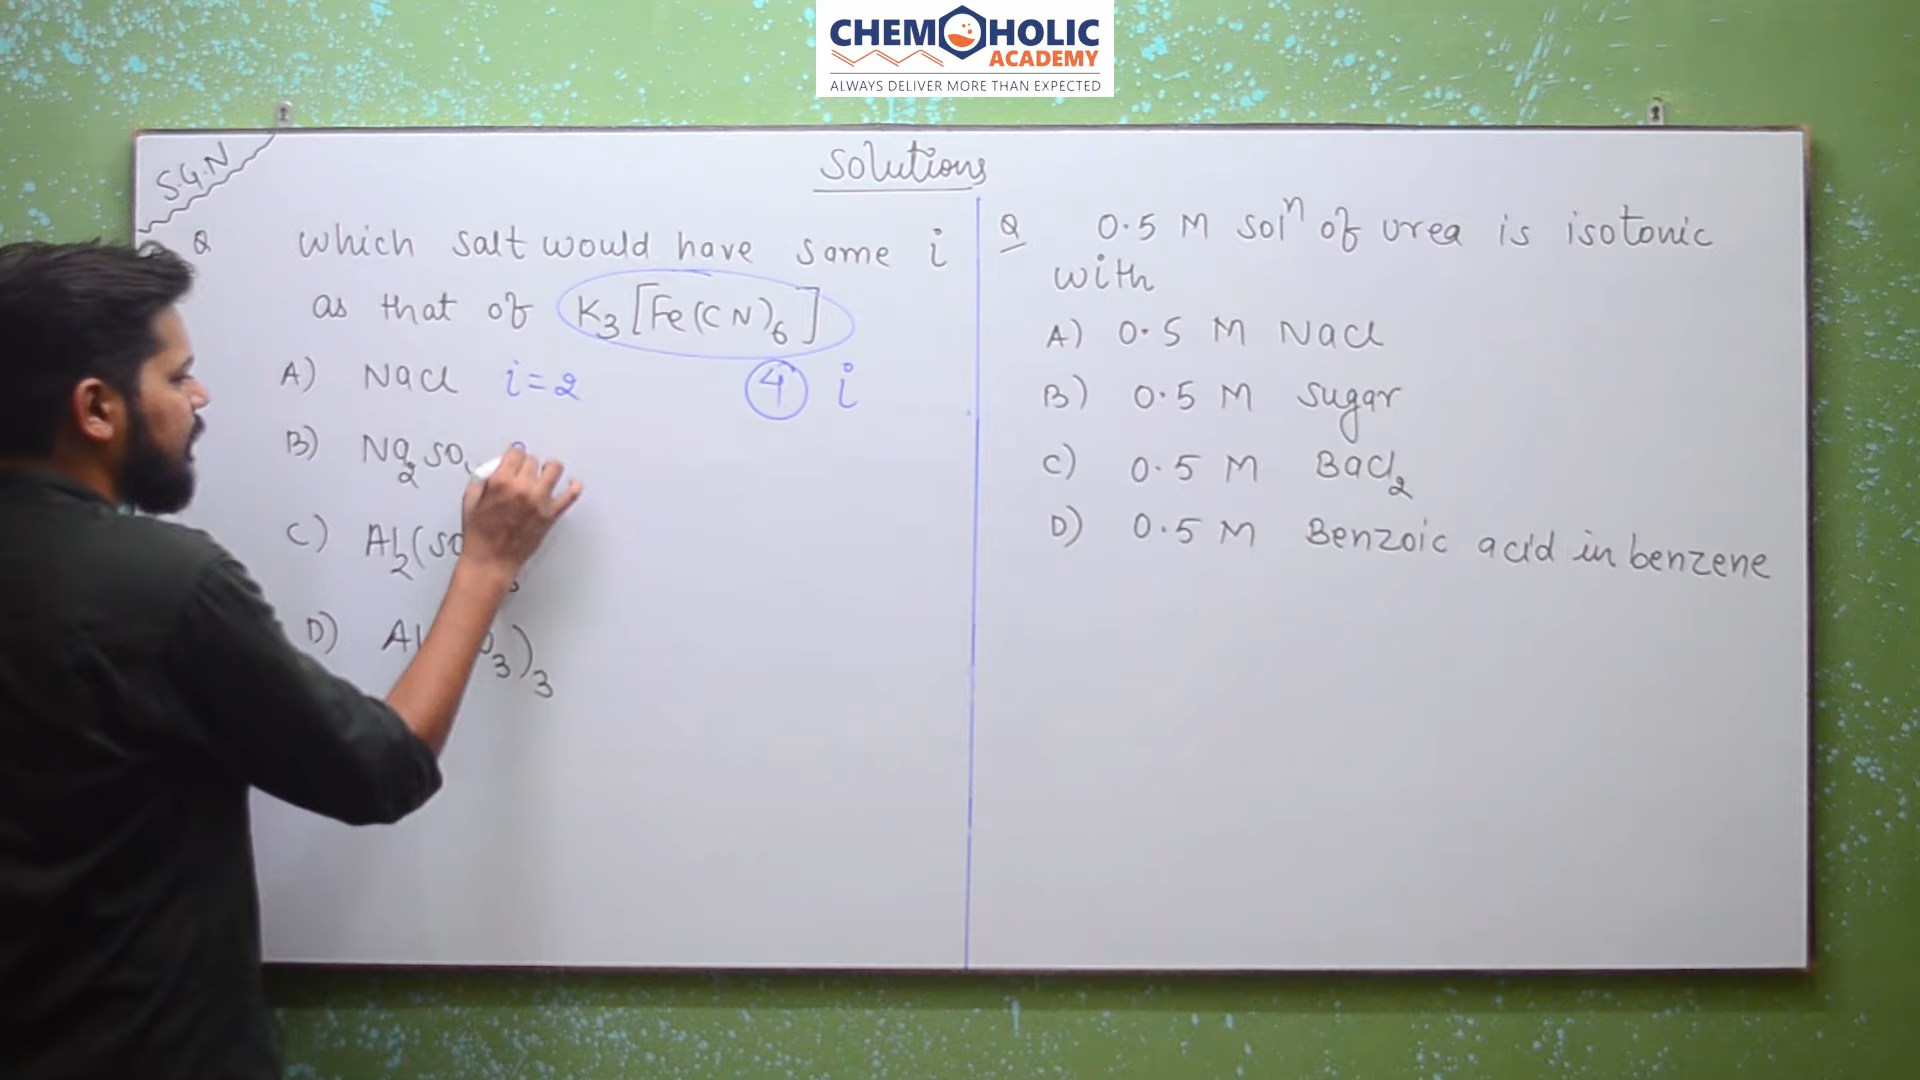 CHEMOHOLIC
ACADEMY
ALWAYS DELIVER MORE THAN EXPECTED
S.G.N
Solutions
Q which salt would have same i
as that of K3[Fe(CN)6]
4 i
A) Nacl i=2
B) Na2SO
C) Al2(SO
D) Al 3)3
Q 0.5 M solⁿ of urea is isotonic
with
A) 0.5 M Nacl
B) 0.5 M Sugar
C) 0.5 M Bacl2
D) 0.5 M Benzoic acid in benzene